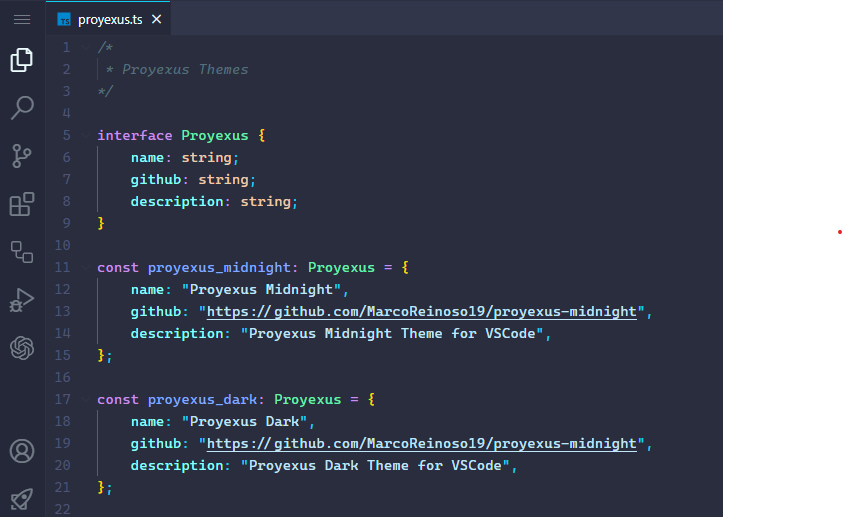 TS proyexus.ts
1 /*
2 * Proyexus Themes
3 */
4
5 interface Proyexus {
6 name: string;
7 github: string;
8 description: string;
9 }
10
11 const proyexus_midnight: Proyexus = {
12 name: "Proyexus Midnight",
13 github: "https://github.com/MarcoReinoso19/proyexus-midnight",
14 description: "Proyexus Midnight Theme for VSCode",
15 };
16
17 const proyexus_dark: Proyexus = {
18 name: "Proyexus Dark",
19 github: "https://github.com/MarcoReinoso19/proyexus-midnight",
20 description: "Proyexus Dark Theme for VSCode",
21 };
22